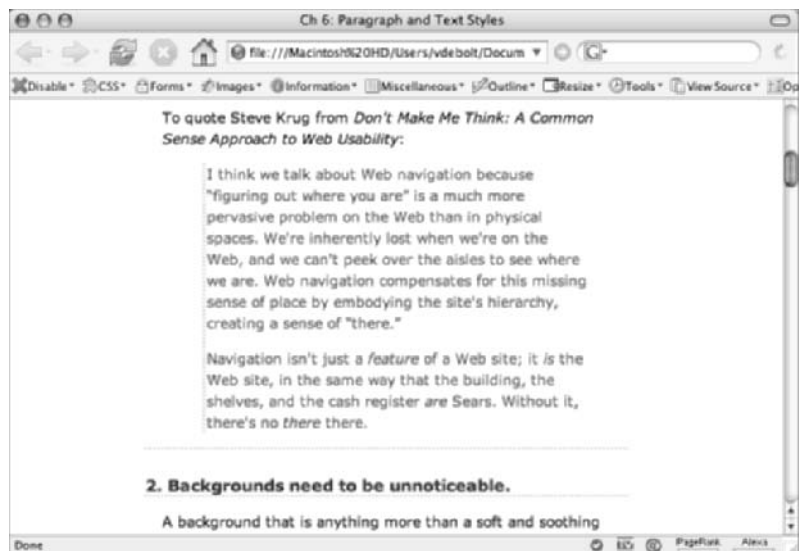 Ch 6: Paragraph and Text Styles
file:///Macintosh%20HD/Users/vdebolt/Docum
G
Disable CSS Forms Images Information Miscellaneous Outline Resize Tools View Source Op
To quote Steve Krug from Don't Make Me Think: A Common
Sense Approach to Web Usability:
I think we talk about Web navigation because
"figuring out where you are" is a much more
pervasive problem on the Web than in physical
spaces. We're inherently lost when we're on the
Web, and we can't peek over the aisles to see where
we are. Web navigation compensates for this missing
sense of place by embodying the site's hierarchy,
creating a sense of "there."
Navigation isn't just a feature of a Web site; it is the
Web site, in the same way that the building, the
shelves, and the cash register are Sears. Without it,
there's no there there.
2. Backgrounds need to be unnoticeable.
A background that is anything more than a soft and soothing
Done PageRank Alexa